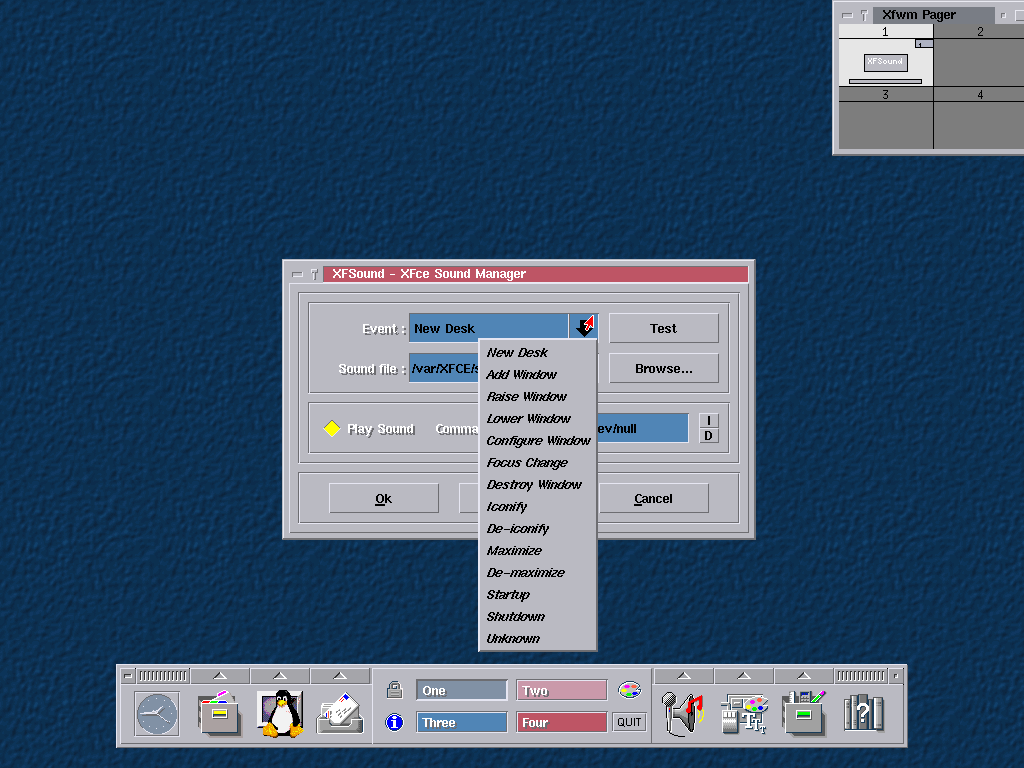 Xfwm Pager
1 2
1
XFSound
3 4
XFSound - XFce Sound Manager
Event : New Desk Test
Sound file : /var/XFCE/s Browse...
Play Sound Comma ev/null I
D
Ok Cancel
New Desk
Add Window
Raise Window
Lower Window
Configure Window
Focus Change
Destroy Window
Iconify
De-iconify
Maximize
De-maximize
Startup
Shutdown
Unknown
One Two
Three Four QUIT